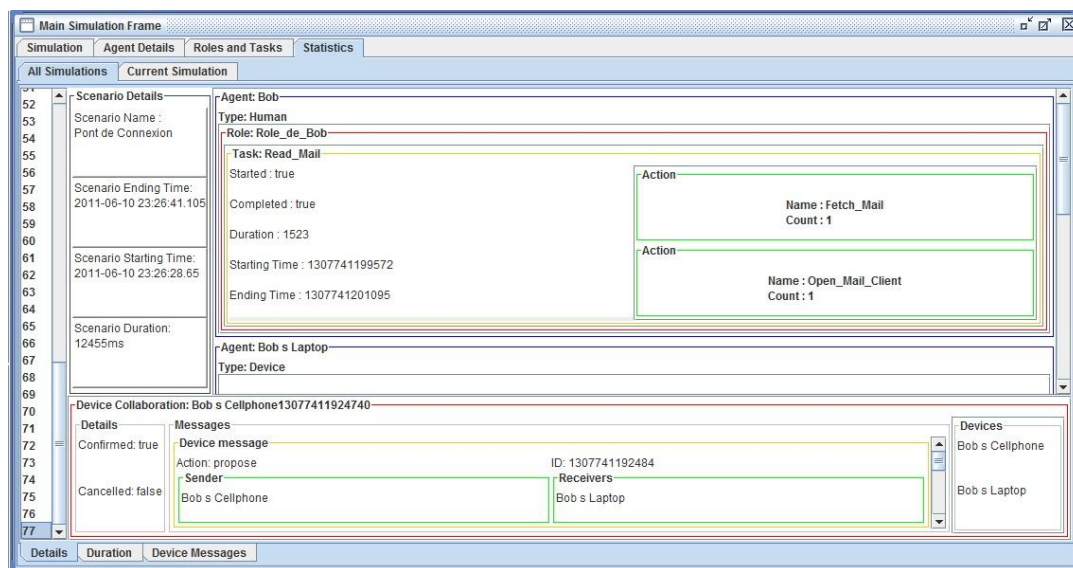 Main Simulation Frame
Simulation Agent Details Roles and Tasks Statistics
All Simulations Current Simulation
52
53
54
55
56
57
58
59
60
61
62
63
64
65
66
67
68
69
70
71
72
73
74
75
76
77
Scenario Details
Scenario Name :
Pont de Connexion
Scenario Ending Time:
2011-06-10 23:26:41.105
Scenario Starting Time:
2011-06-10 23:26:28.65
Scenario Duration:
12455ms
Agent: Bob
Type: Human
Role: Role_de_Bob
Task: Read_Mail
Started : true
Completed : true
Duration : 1523
Starting Time : 1307741199572
Ending Time : 1307741201095
Action
Name : Fetch_Mail
Count : 1
Action
Name : Open_Mail_Client
Count : 1
Agent: Bob s Laptop
Type: Device
Device Collaboration: Bob s Cellphone13077411924740
Details
Confirmed: true
Cancelled: false
Messages
Device message
Action: propose ID: 1307741192484
Sender
Bob s Cellphone
Receivers
Bob s Laptop
Devices
Bob s Cellphone
Bob s Laptop
Details Duration Device Messages